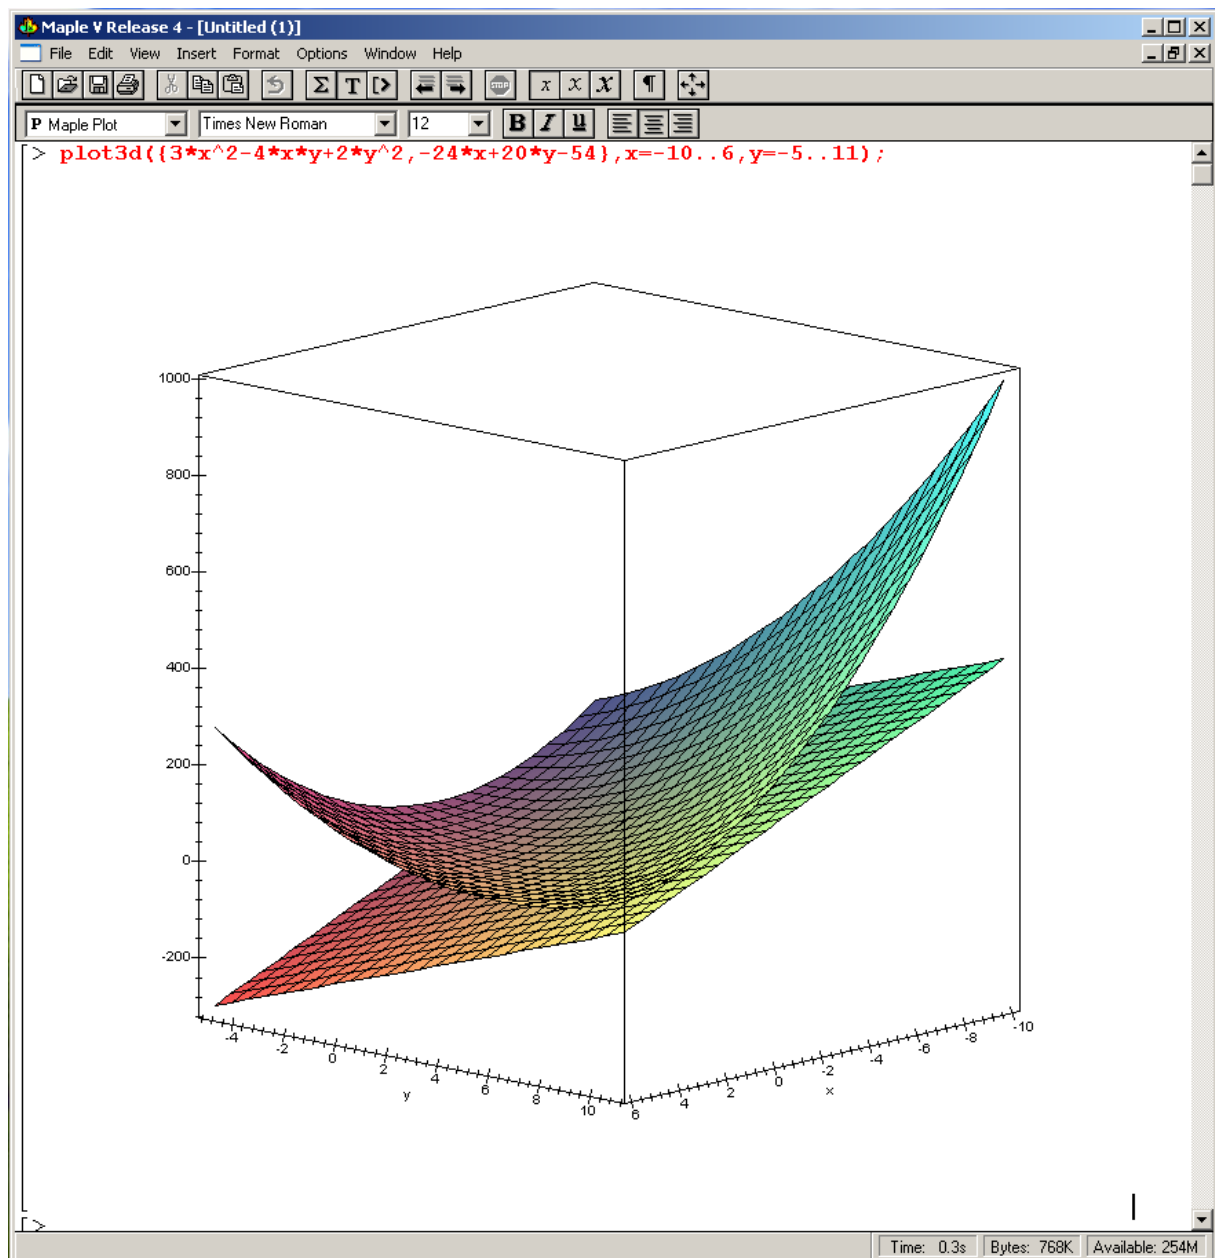 Maple V Release 4 - [Untitled (1)]
File Edit View Insert Format Options Window Help
Σ T [> STOP x x x ¶
P Maple Plot Times New Roman 12 B I u
[> plot3d({3*x^2-4*x*y+2*y^2,-24*x+20*y-54},x=-10..6,y=-5..11);
1000
800
600
400
200
0
-200
-4 -2 0 2 4 6 8 10
y
6 4 2 0 -2 -4 -6 -8 -10
x
[>
Time: 0.3s Bytes: 768K Available: 254M